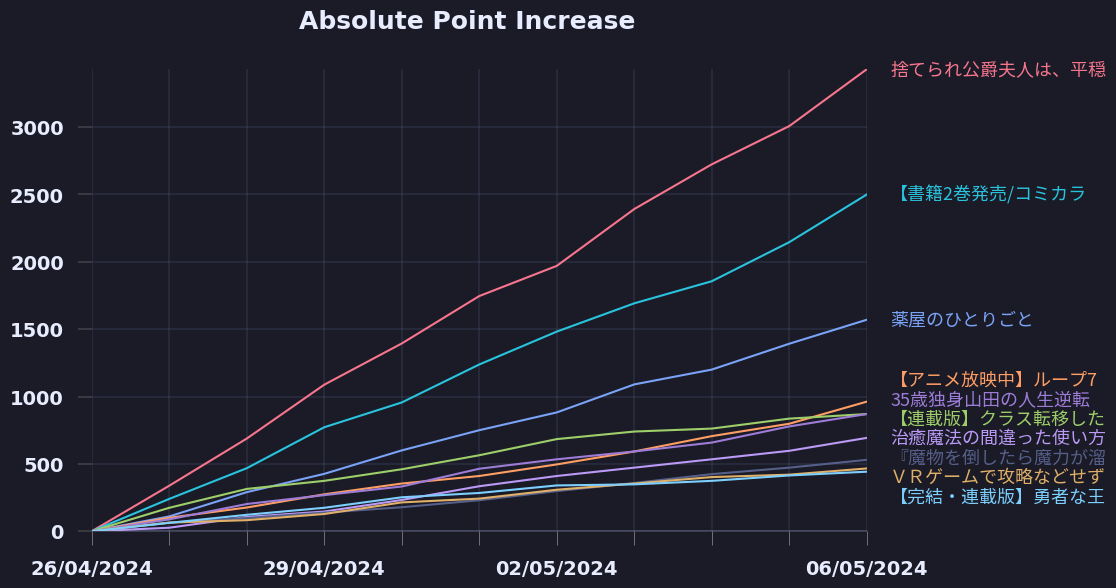 Absolute Point Increase
捨てられ公爵夫人は、平穏
3000
【書籍2巻発売/コミカラ
2500
2000
薬屋のひとりごと
1500
【アニメ放映中】ループ7
35歳独身山田の人生逆転
1000
【連載版】クラス転移した
治癒魔法の間違った使い方
『魔物を倒したら魔力が溜
500
ＶＲゲームで攻略などせず
【完結・連載版】勇者な王
0
26/04/2024 29/04/2024 02/05/2024 06/05/2024